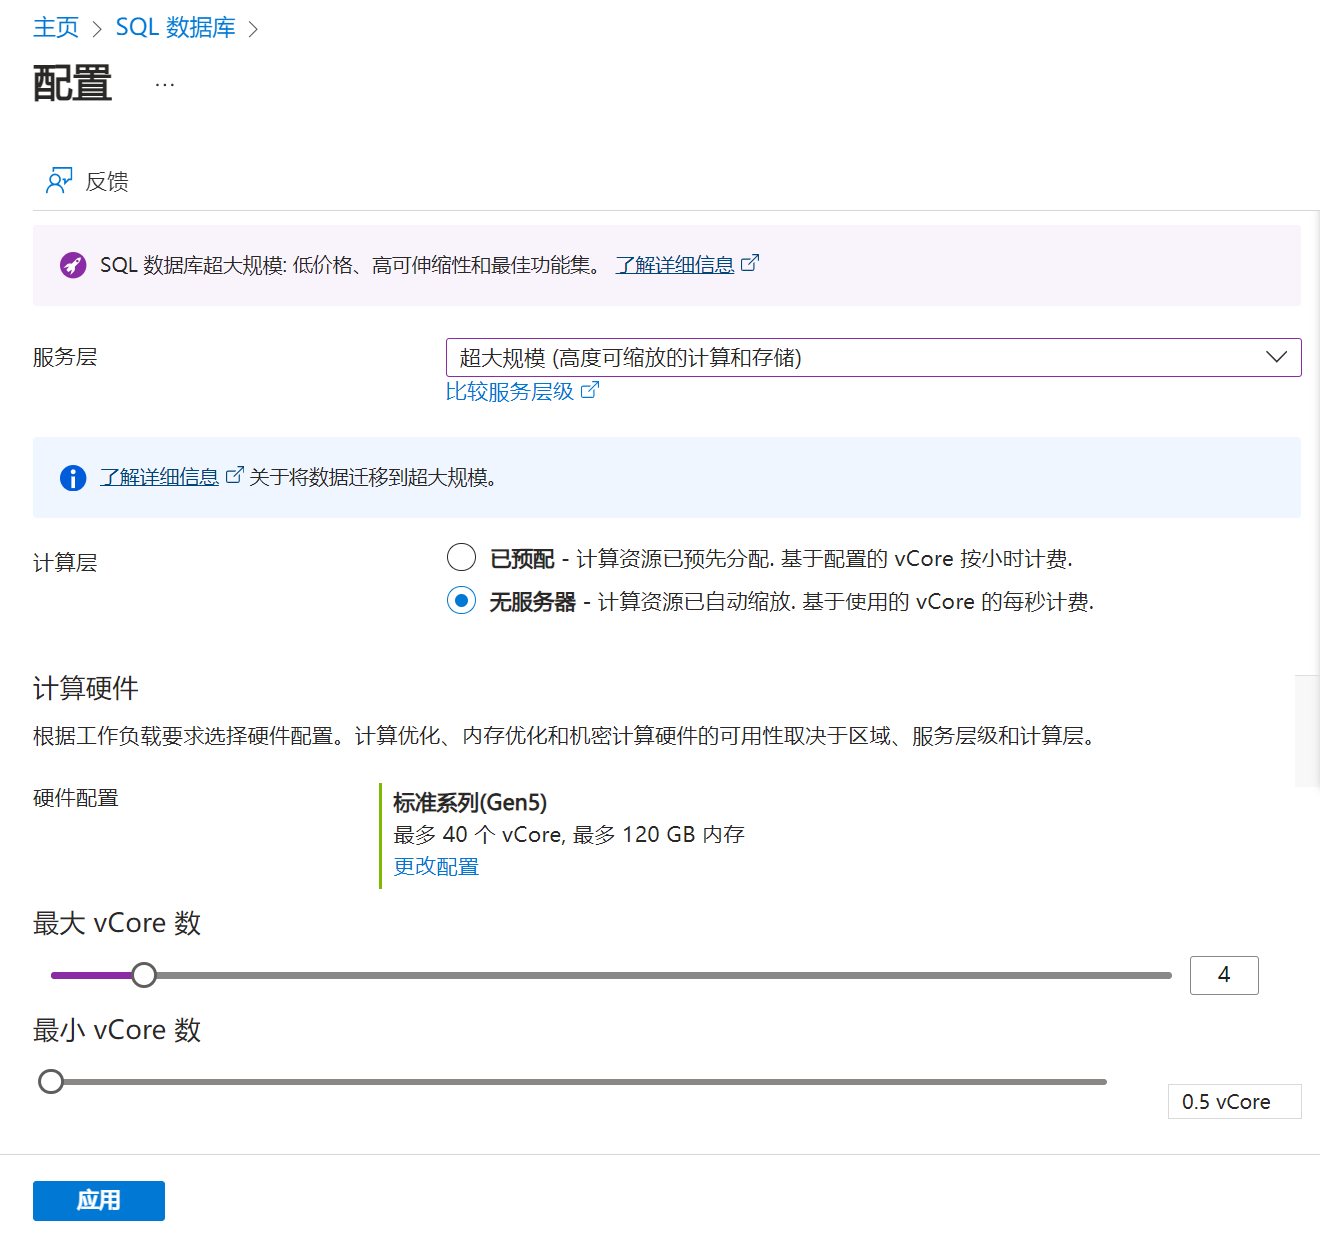 主页 > SQL 数据库 >
配置 ...
反馈
SQL 数据库超大规模: 低价格、高可伸缩性和最佳功能集。 了解详细信息
服务层 超大规模 (高度可缩放的计算和存储)
比较服务层级
了解详细信息 关于将数据迁移到超大规模。
计算层 已预配 - 计算资源已预先分配. 基于配置的 vCore 按小时计费.
无服务器 - 计算资源已自动缩放. 基于使用的 vCore 的每秒计费.
计算硬件
根据工作负载要求选择硬件配置。计算优化、内存优化和机密计算硬件的可用性取决于区域、服务层级和计算层。
硬件配置 标准系列(Gen5)
最多 40 个 vCore, 最多 120 GB 内存
更改配置
最大 vCore 数
4
最小 vCore 数
0.5 vCore
应用